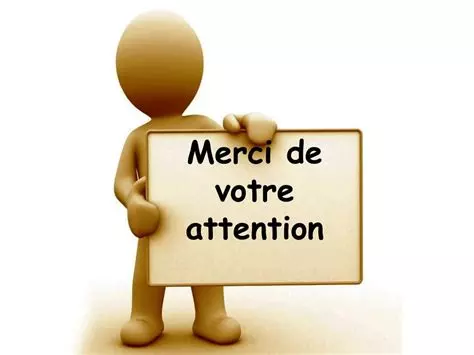 Merci de
votre
attention